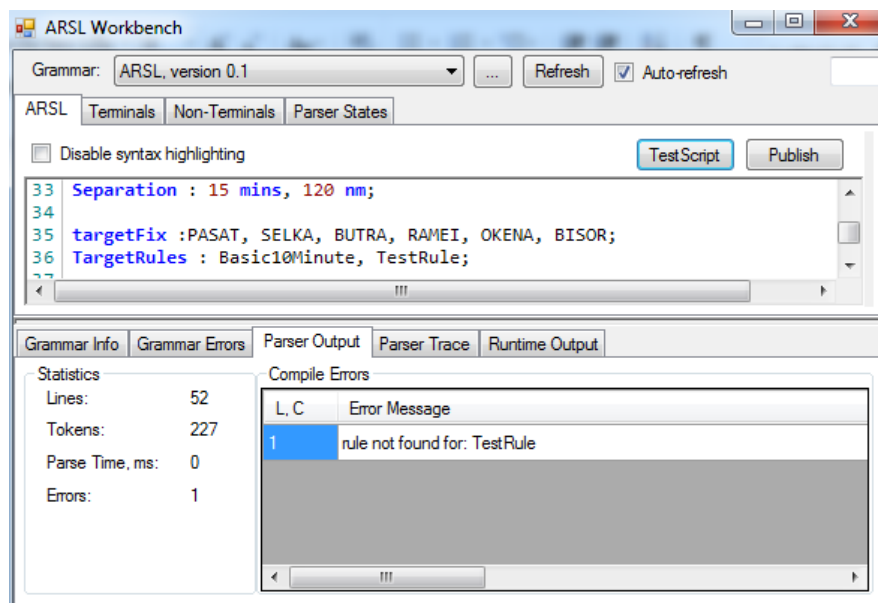 ARSL Workbench
Grammar: ARSL, version 0.1 ... Refresh Auto-refresh
ARSL Terminals Non-Terminals Parser States
Disable syntax highlighting TestScript Publish
33 Separation : 15 mins, 120 nm;
34
35 targetFix :PASAT, SELKA, BUTRA, RAMEI, OKENA, BISOR;
36 TargetRules : Basic10Minute, TestRule;
37
Grammar Info Grammar Errors Parser Output Parser Trace Runtime Output
Statistics Compile Errors
Lines: 52
L, C Error Message
Tokens: 227
1 rule not found for: TestRule
Parse Time, ms: 0
Errors: 1